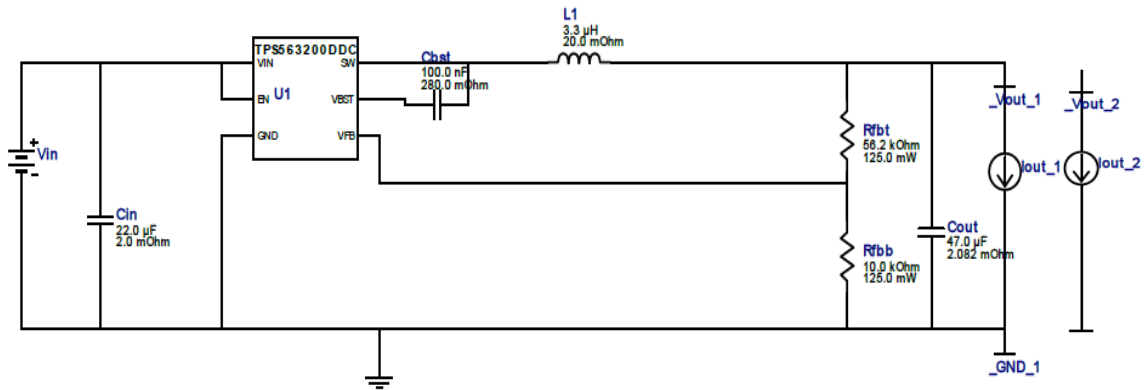 L1
3.3 µH
20.0 mOhm
TPS563200DDC
VIN
SW
Cbst
100.0 nF
280.0 mOhm
EN
U1
VBST
GND
VFB
Vin
+
-
Cin
22.0 µF
2.0 mOhm
Rfbt
56.2 kOhm
125.0 mW
Rfbb
10.0 kOhm
125.0 mW
Cout
47.0 µF
2.082 mOhm
_Vout_1
Iout_1
_Vout_2
Iout_2
_GND_1